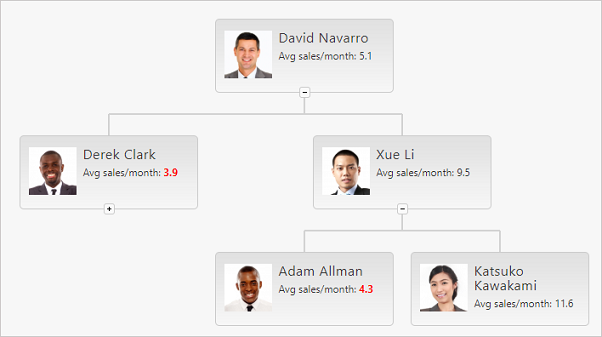 David Navarro
Avg sales/month: 5.1
Derek Clark
Avg sales/month: 3.9
Xue Li
Avg sales/month: 9.5
Adam Allman
Avg sales/month: 4.3
Katsuko
Kawakami
Avg sales/month: 11.6